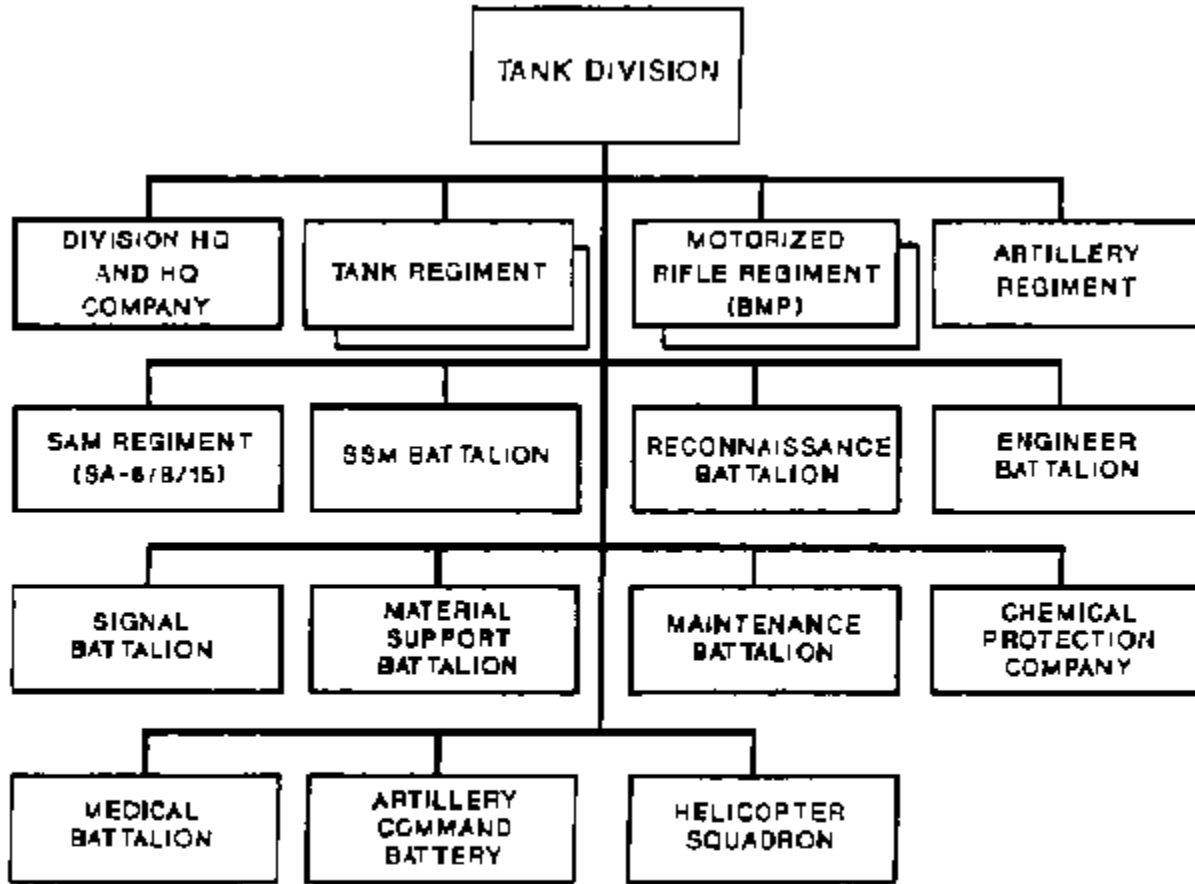 TANK DIVISION
DIVISION HQ
AND HQ
COMPANY
TANK REGIMENT
MOTORIZED
RIFLE REGIMENT
(BMP)
ARTILLERY
REGIMENT
SAM REGIMENT
(SA-6/8/15)
SSM BATTALION
RECONNAISSANCE
BATTALION
ENGINEER
BATTALION
SIGNAL
BATTALION
MATERIAL
SUPPORT
BATTALION
MAINTENANCE
BATTALION
CHEMICAL
PROTECTION
COMPANY
MEDICAL
BATTALION
ARTILLERY
COMMAND
BATTERY
HELICOPTER
SQUADRON